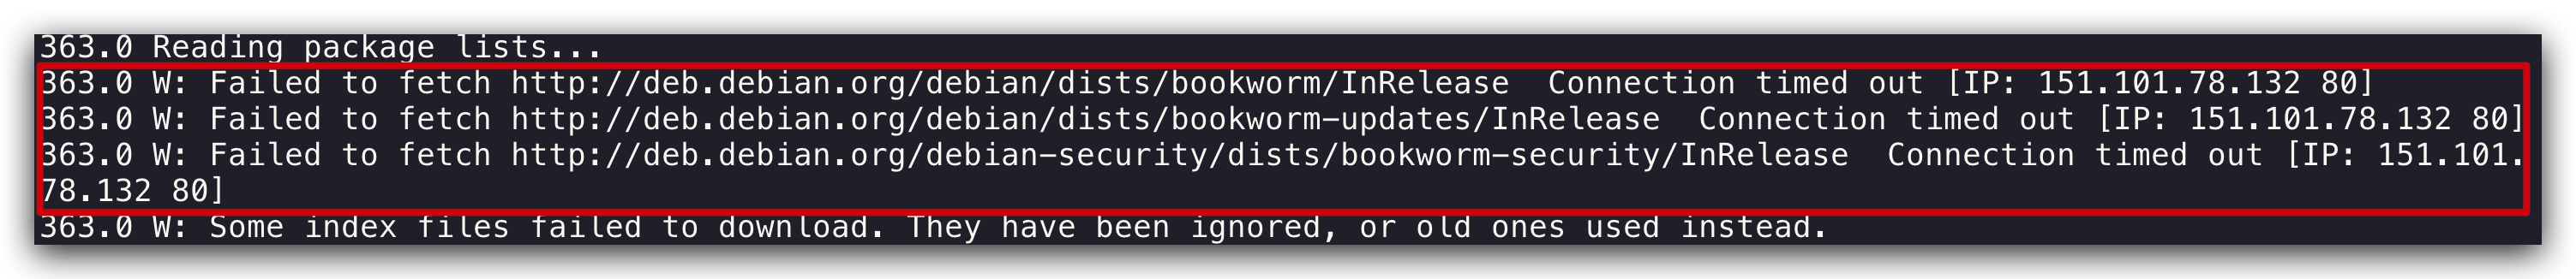 363.0 Reading package lists...
363.0 W: Failed to fetch http://deb.debian.org/debian/dists/bookworm/InRelease  Connection timed out [IP: 151.101.78.132 80]
363.0 W: Failed to fetch http://deb.debian.org/debian/dists/bookworm-updates/InRelease  Connection timed out [IP: 151.101.78.132 80]
363.0 W: Failed to fetch http://deb.debian.org/debian-security/dists/bookworm-security/InRelease  Connection timed out [IP: 151.101.
78.132 80]
363.0 W: Some index files failed to download. They have been ignored, or old ones used instead.